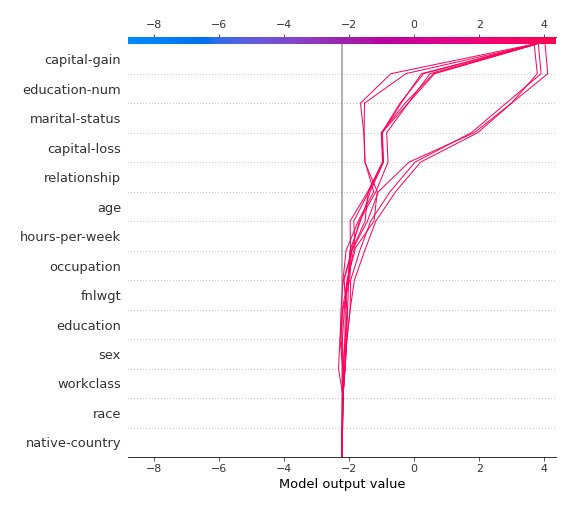 −8 −6 −4 −2 0 2 4
capital-gain
education-num
marital-status
capital-loss
relationship
age
hours-per-week
occupation
fnlwgt
education
sex
workclass
race
native-country
−8 −6 −4 −2 0 2 4
Model output value